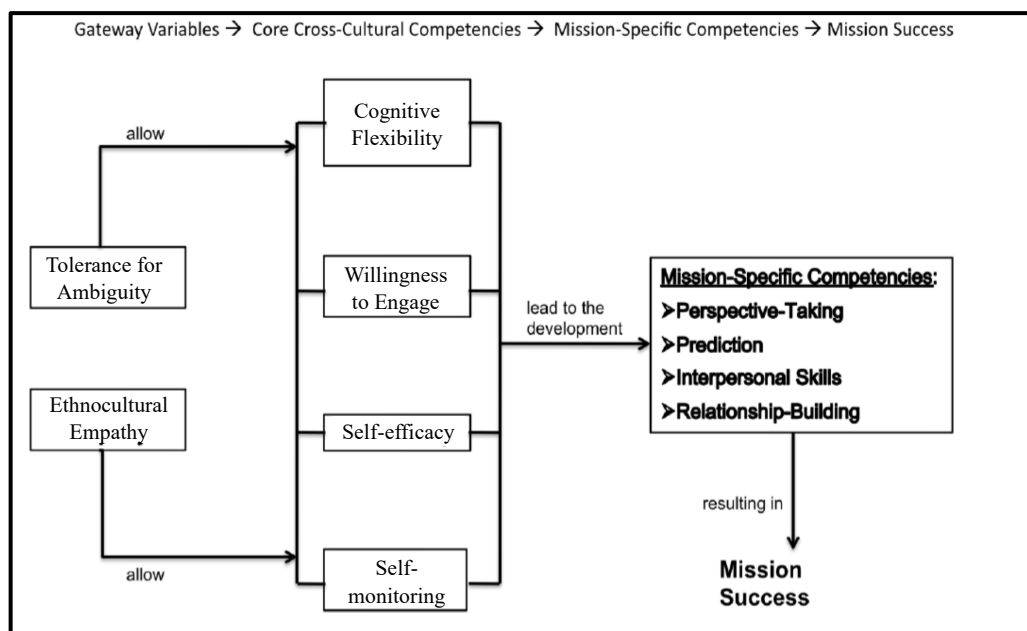 Gateway Variables → Core Cross-Cultural Competencies → Mission-Specific Competencies → Mission Success
allow
Tolerance for
Ambiguity
Ethnocultural
Empathy
allow
Cognitive
Flexibility
Willingness
to Engage
Self-efficacy
Self-
monitoring
lead to the
development
Mission-Specific Competencies:
➢Perspective-Taking
➢Prediction
➢Interpersonal Skills
➢Relationship-Building
resulting in
Mission
Success